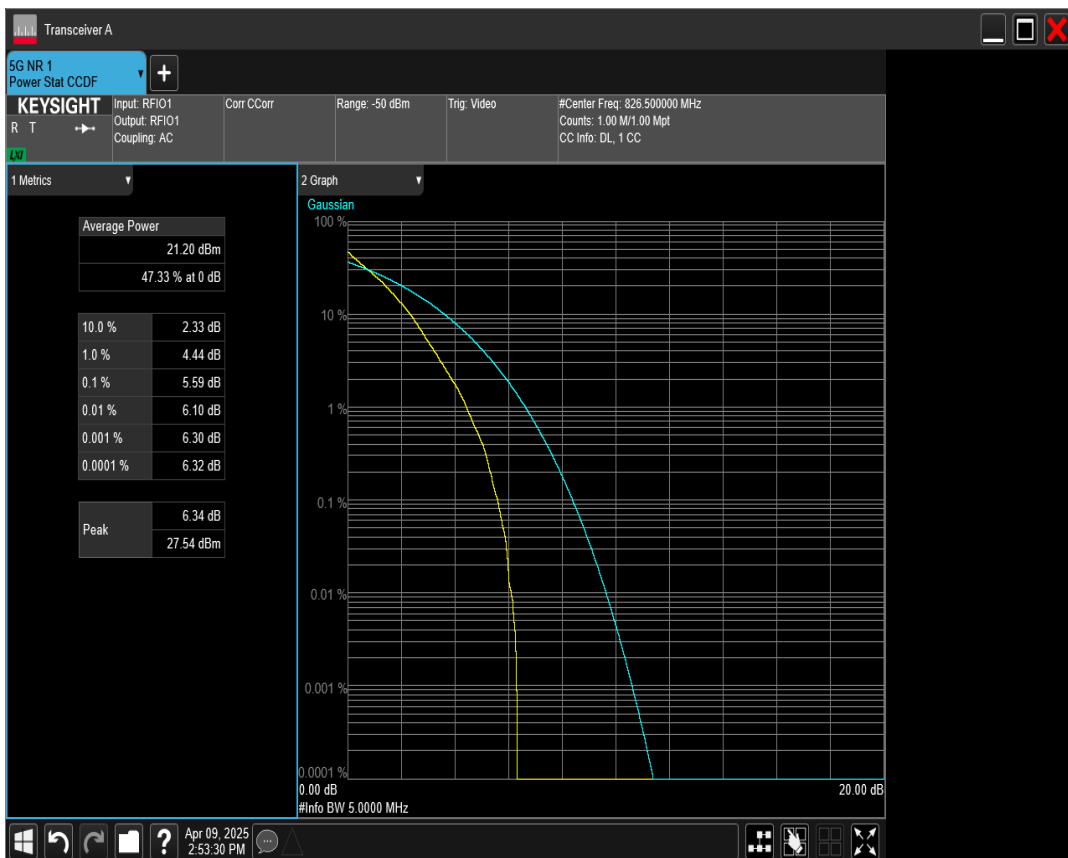 Transceiver A
5G NR 1
Power Stat CCDF
+
KEYSIGHT
R T
LXI
Input: RFIO1
Output: RFIO1
Coupling: AC
Corr CCorr
Range: -50 dBm
Trig: Video
#Center Freq: 826.500000 MHz
Counts: 1.00 M/1.00 Mpt
CC Info: DL, 1 CC
1 Metrics
Average Power
21.20 dBm
47.33 % at 0 dB
10.0 % 2.33 dB
1.0 % 4.44 dB
0.1 % 5.59 dB
0.01 % 6.10 dB
0.001 % 6.30 dB
0.0001 % 6.32 dB
Peak 6.34 dB
27.54 dBm
2 Graph
Gaussian
100 %
10 %
1 %
0.1 %
0.01 %
0.001 %
0.0001 %
0.00 dB 20.00 dB
#Info BW 5.0000 MHz
?
Apr 09, 2025
2:53:30 PM